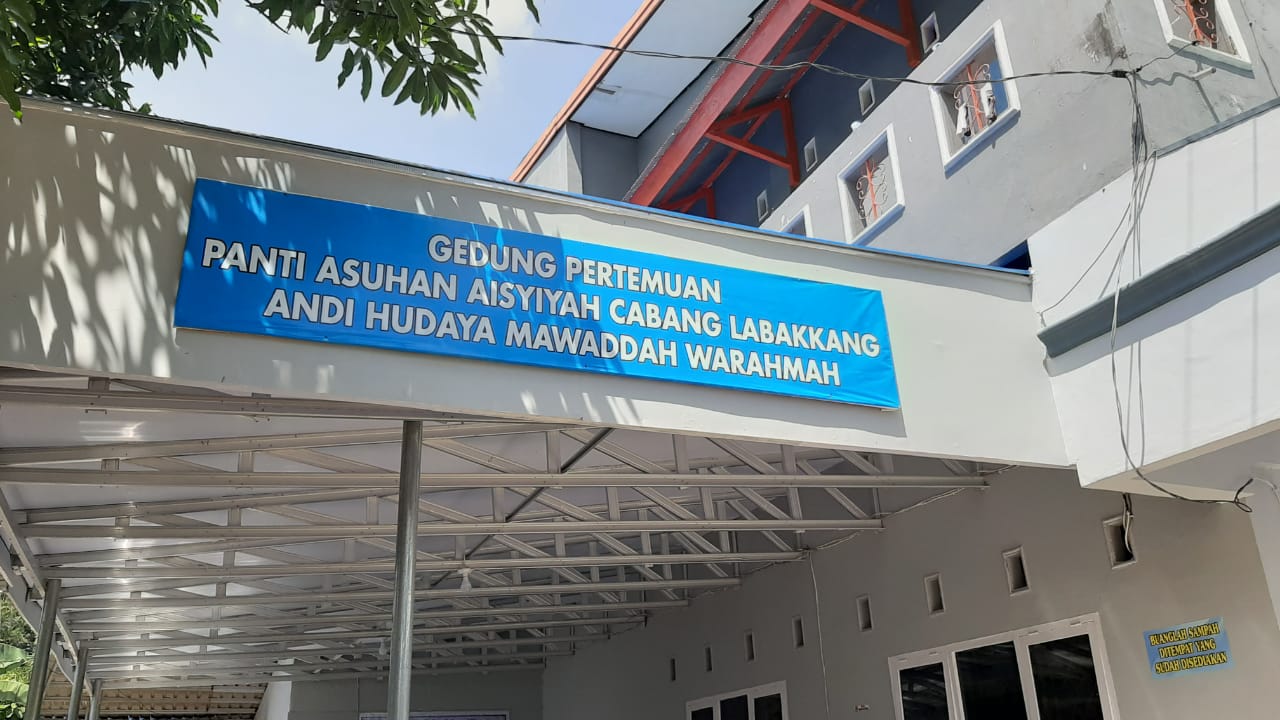 GEDUNG PERTEMUAN
PANTI ASUHAN AISYIYAH CABANG LABAKKANG
ANDI HUDAYA MAWADDAH WARAHMAH
BUANGLAH SAMPAH
DITEMPAT YANG
SUDAH DISEDIAKAN